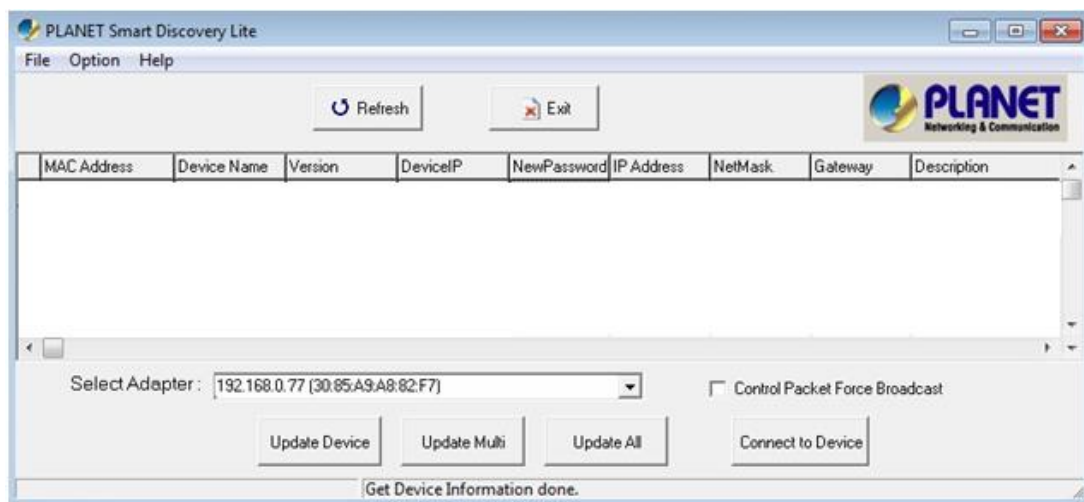 PLANET Smart Discovery Lite
File Option Help
Refresh Exit
PLANET
Networking & Communication
MAC Address Device Name Version DeviceIP NewPassword IP Address NetMask Gateway Description
Select Adapter : 192.168.0.77 (30:85:A9:A8:82:F7) Control Packet Force Broadcast
Update Device Update Multi Update All Connect to Device
Get Device Information done.